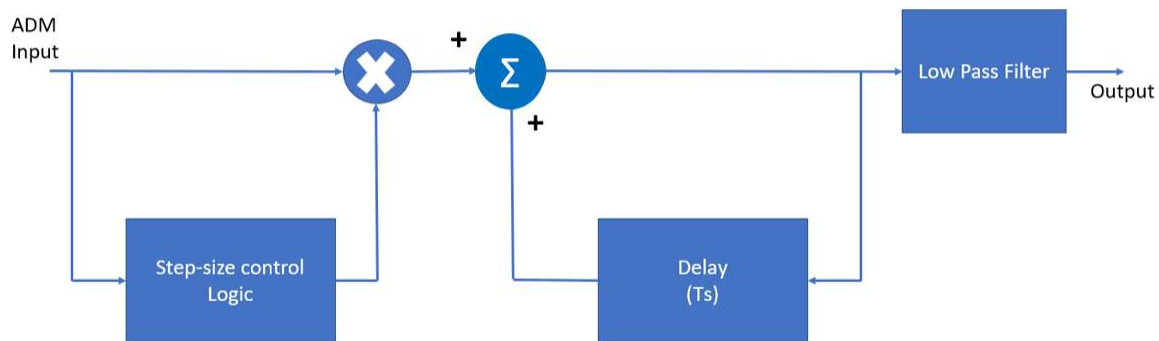 ADM
Input
+
Σ
+
Low Pass Filter
Output
Step-size control
Logic
Delay
(Ts)